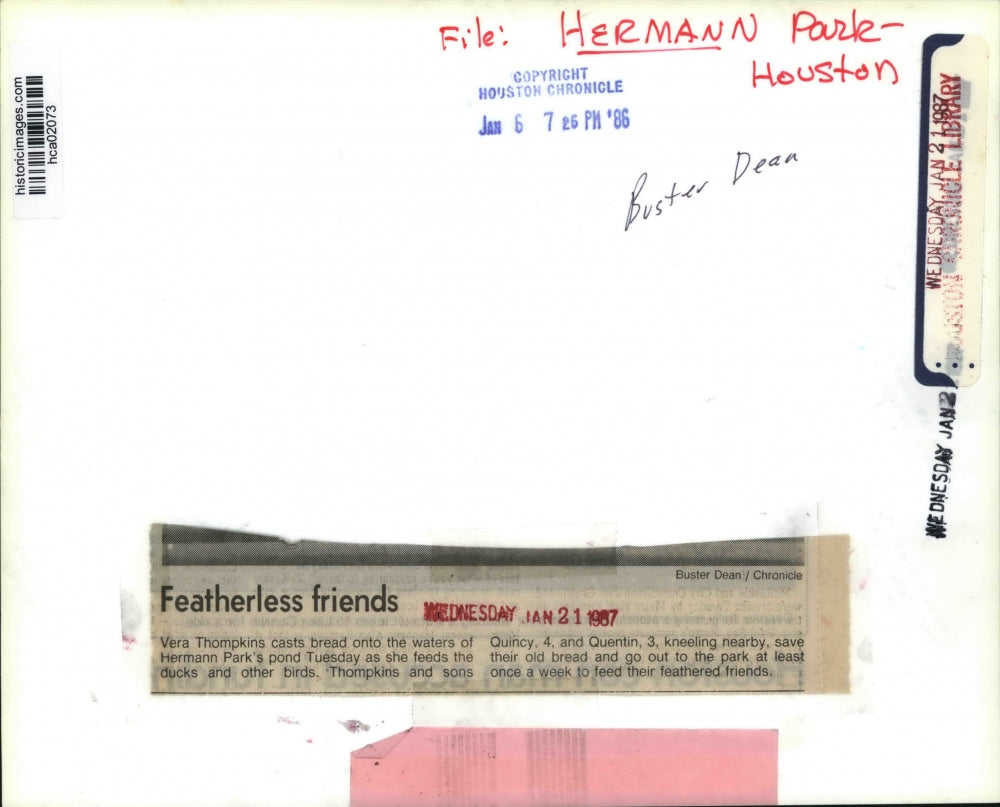 File: HERMANN Park-
Houston
COPYRIGHT
HOUSTON CHRONICLE
JAN 6 7 26 PM '86
Buster Dean
historicimages.com
hca02073
WEDNESDAY JAN 21 1987
HOUSTON CHRONICLE LIBRARY
WEDNESDAY JAN 2
Buster Dean / Chronicle
Featherless friends
WEDNESDAY JAN 21 1987
Vera Thompkins casts bread onto the waters of
Hermann Park's pond Tuesday as she feeds the
ducks and other birds. Thompkins and sons
Quincy, 4, and Quentin, 3, kneeling nearby, save
their old bread and go out to the park at least
once a week to feed their feathered friends.